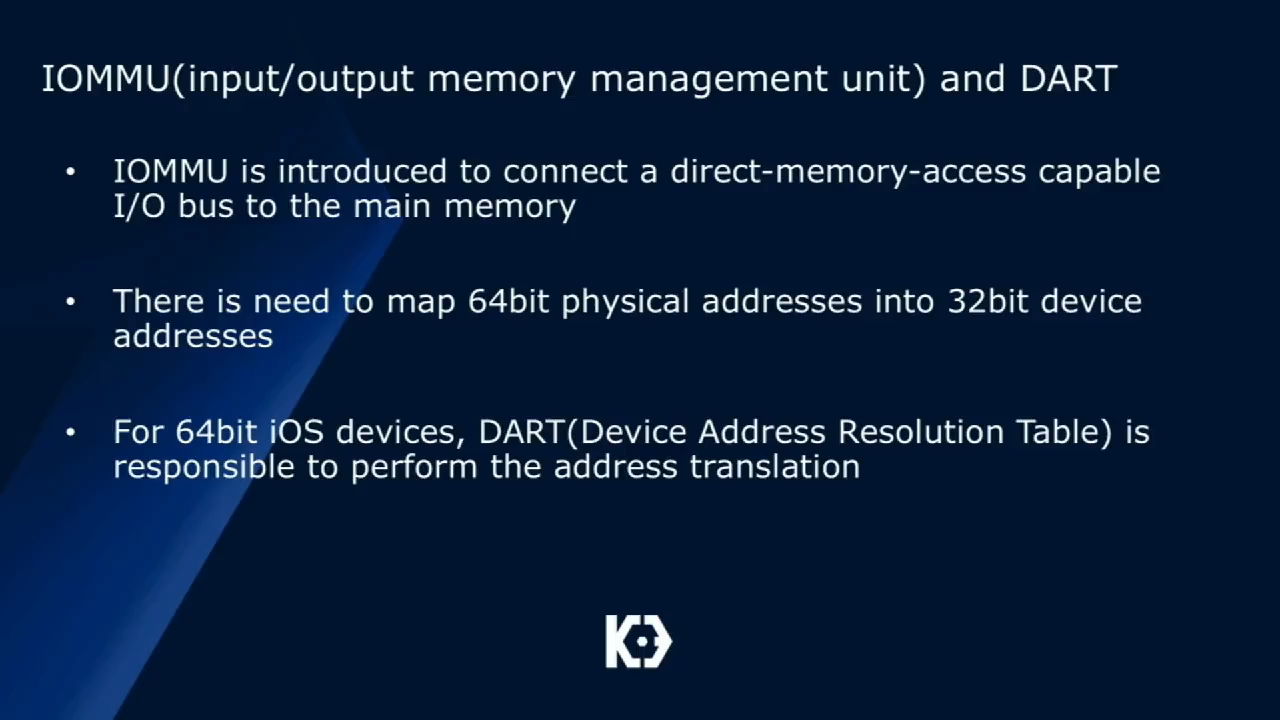 IOMMU(input/output memory management unit) and DART
• IOMMU is introduced to connect a direct-memory-access capable
I/O bus to the main memory
• There is need to map 64bit physical addresses into 32bit device
addresses
• For 64bit iOS devices, DART(Device Address Resolution Table) is
responsible to perform the address translation